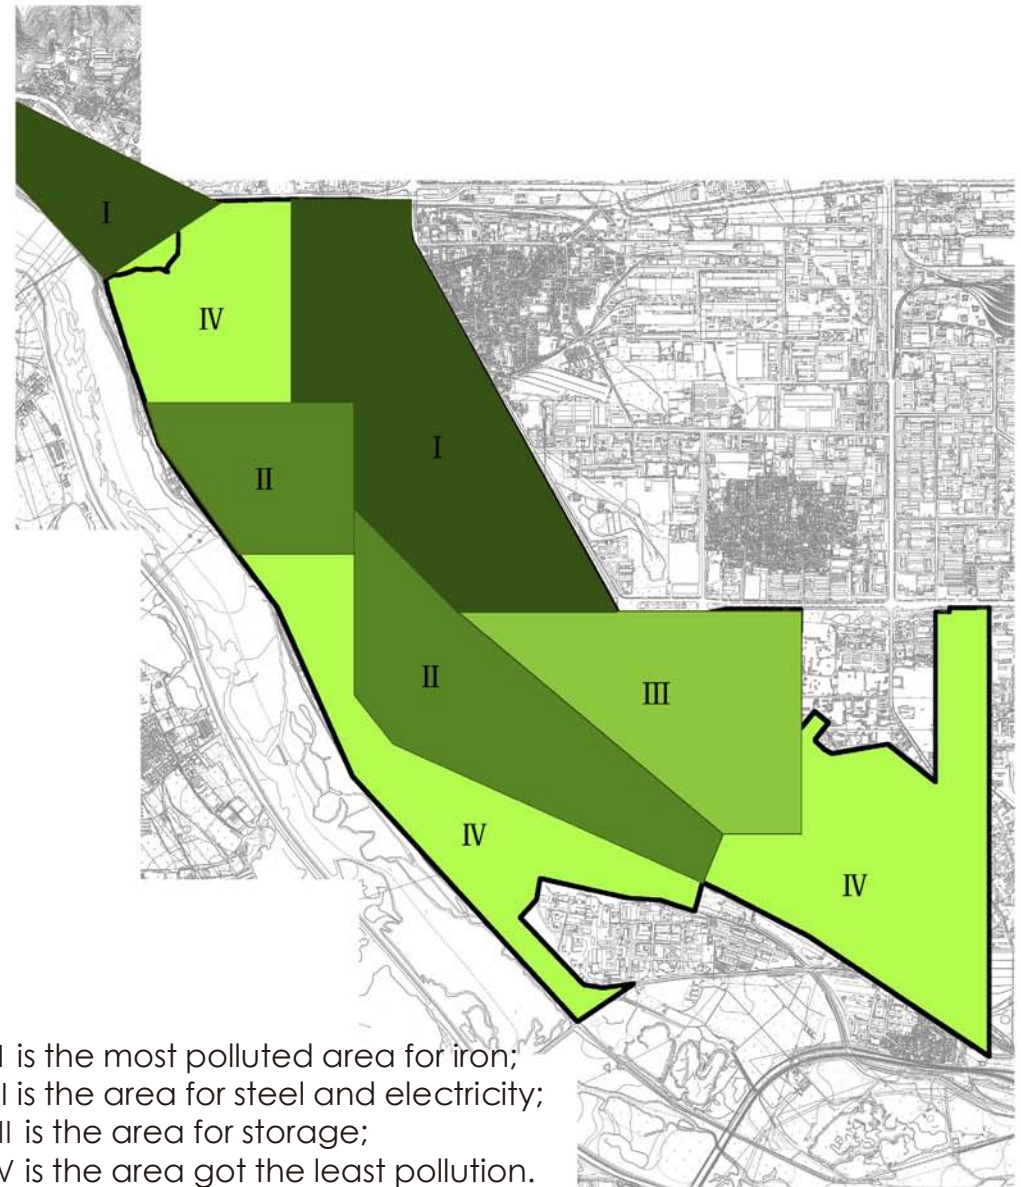 I
IV
I
II
II
III
IV
IV
I is the most polluted area for iron;
I is the area for steel and electricity;
II is the area for storage;
V is the area got the least pollution.